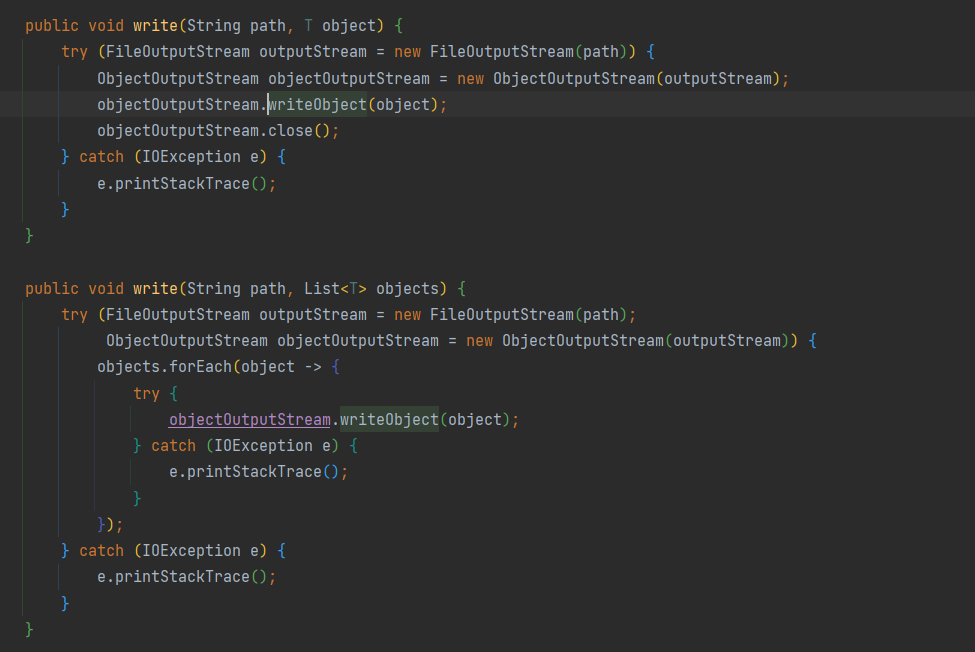 public void write(String path, T object) {
    try (FileOutputStream outputStream = new FileOutputStream(path)) {
        ObjectOutputStream objectOutputStream = new ObjectOutputStream(outputStream);
        objectOutputStream.writeObject(object);
        objectOutputStream.close();
    } catch (IOException e) {
        e.printStackTrace();
    }
}

public void write(String path, List<T> objects) {
    try (FileOutputStream outputStream = new FileOutputStream(path);
         ObjectOutputStream objectOutputStream = new ObjectOutputStream(outputStream)) {
        objects.forEach(object -> {
            try {
                objectOutputStream.writeObject(object);
            } catch (IOException e) {
                e.printStackTrace();
            }
        });
    } catch (IOException e) {
        e.printStackTrace();
    }
}